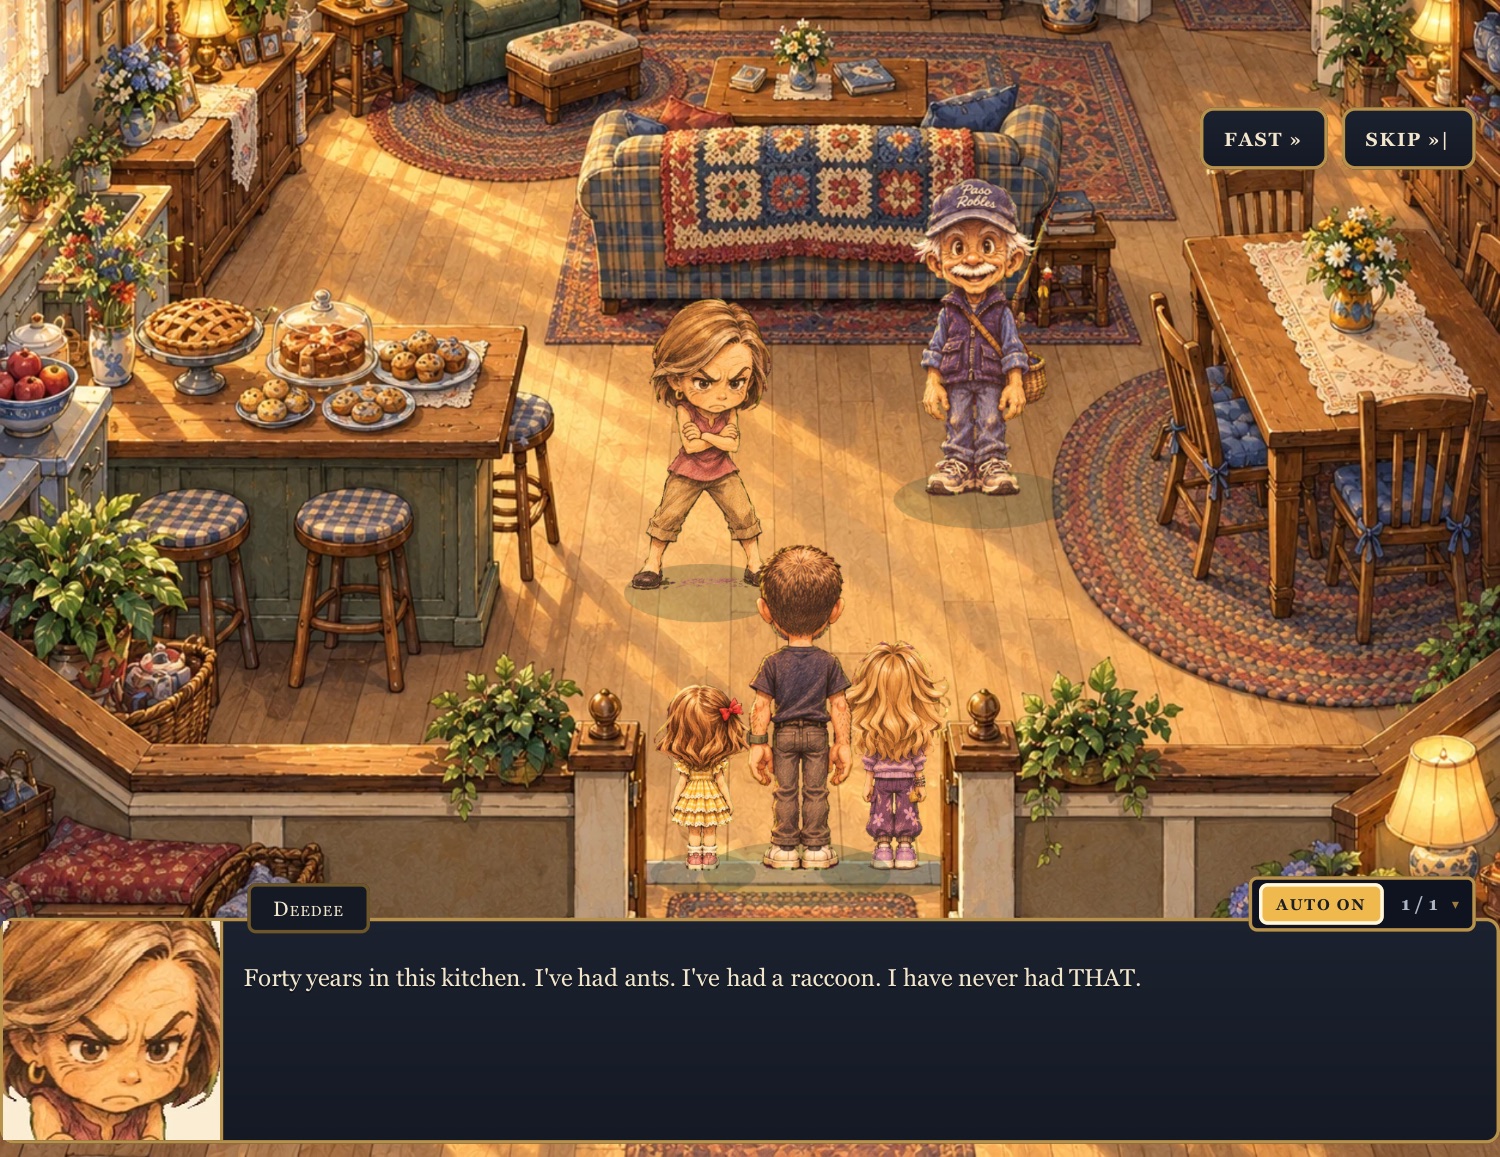 FAST »
SKIP »|
Paso
Robles
Deedee
AUTO ON
1 / 1 ▼
Forty years in this kitchen. I've had ants. I've had a raccoon. I have never had THAT.